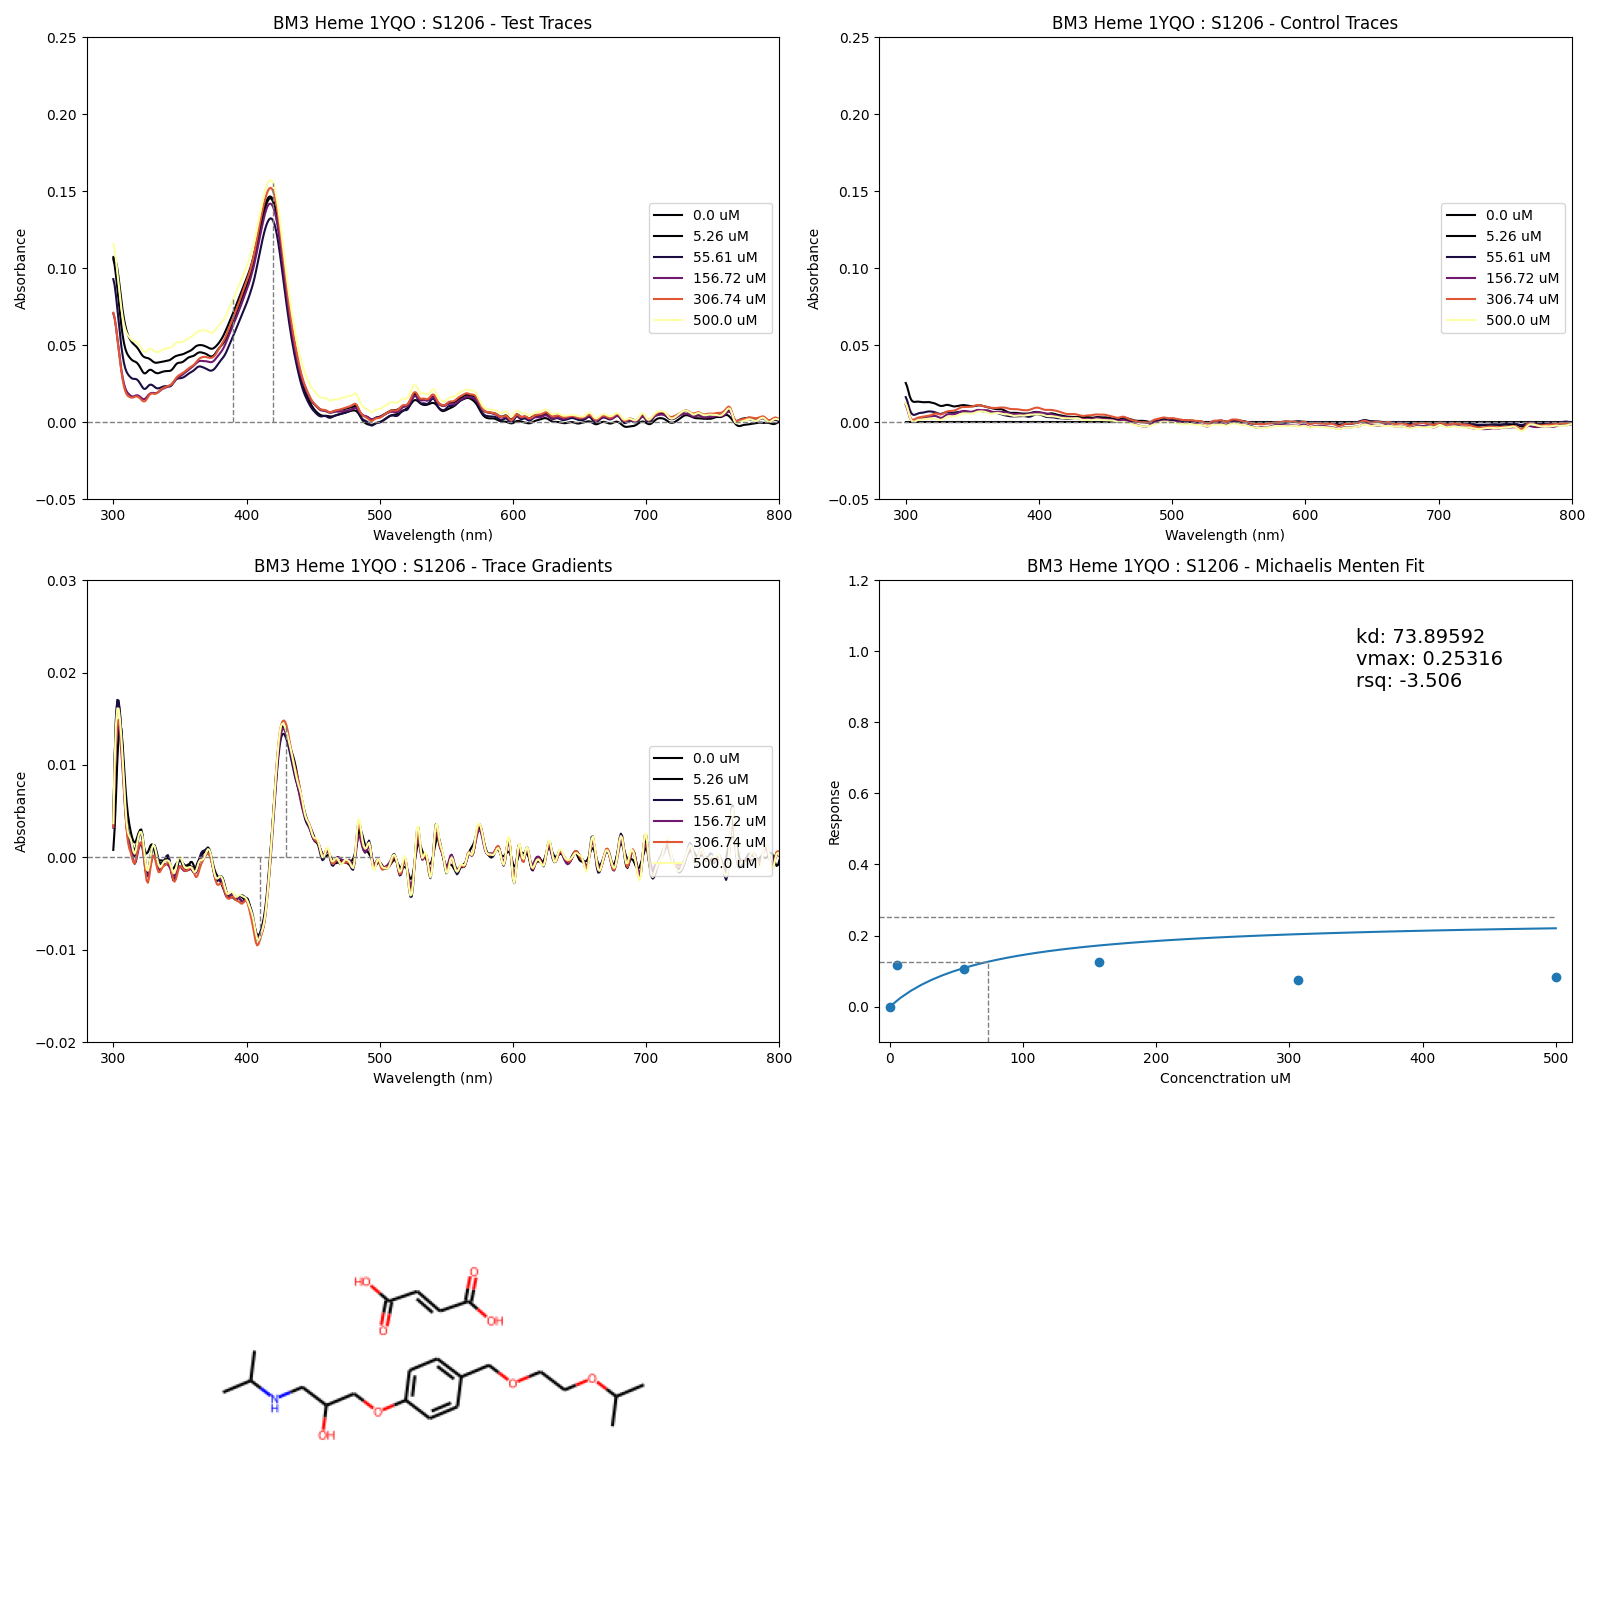 BM3 Heme 1YQO : S1206 - Test Traces
0.25
0.20
0.15
0.10
0.05
0.00
−0.05
Absorbance
300
400
500
600
700
800
Wavelength (nm)
0.0 uM
5.26 uM
55.61 uM
156.72 uM
306.74 uM
500.0 uM
BM3 Heme 1YQO : S1206 - Control Traces
0.25
0.20
0.15
0.10
0.05
0.00
−0.05
Absorbance
300
400
500
600
700
800
Wavelength (nm)
0.0 uM
5.26 uM
55.61 uM
156.72 uM
306.74 uM
500.0 uM
BM3 Heme 1YQO : S1206 - Trace Gradients
0.03
0.02
0.01
0.00
−0.01
−0.02
Absorbance
300
400
500
600
700
800
Wavelength (nm)
0.0 uM
5.26 uM
55.61 uM
156.72 uM
306.74 uM
500.0 uM
BM3 Heme 1YQO : S1206 - Michaelis Menten Fit
1.2
1.0
0.8
0.6
0.4
0.2
0.0
Response
kd: 73.89592
vmax: 0.25316
rsq: -3.506
0
100
200
300
400
500
Concenctration uM
HO
O
O
OH
N
H
OH
O
O
O